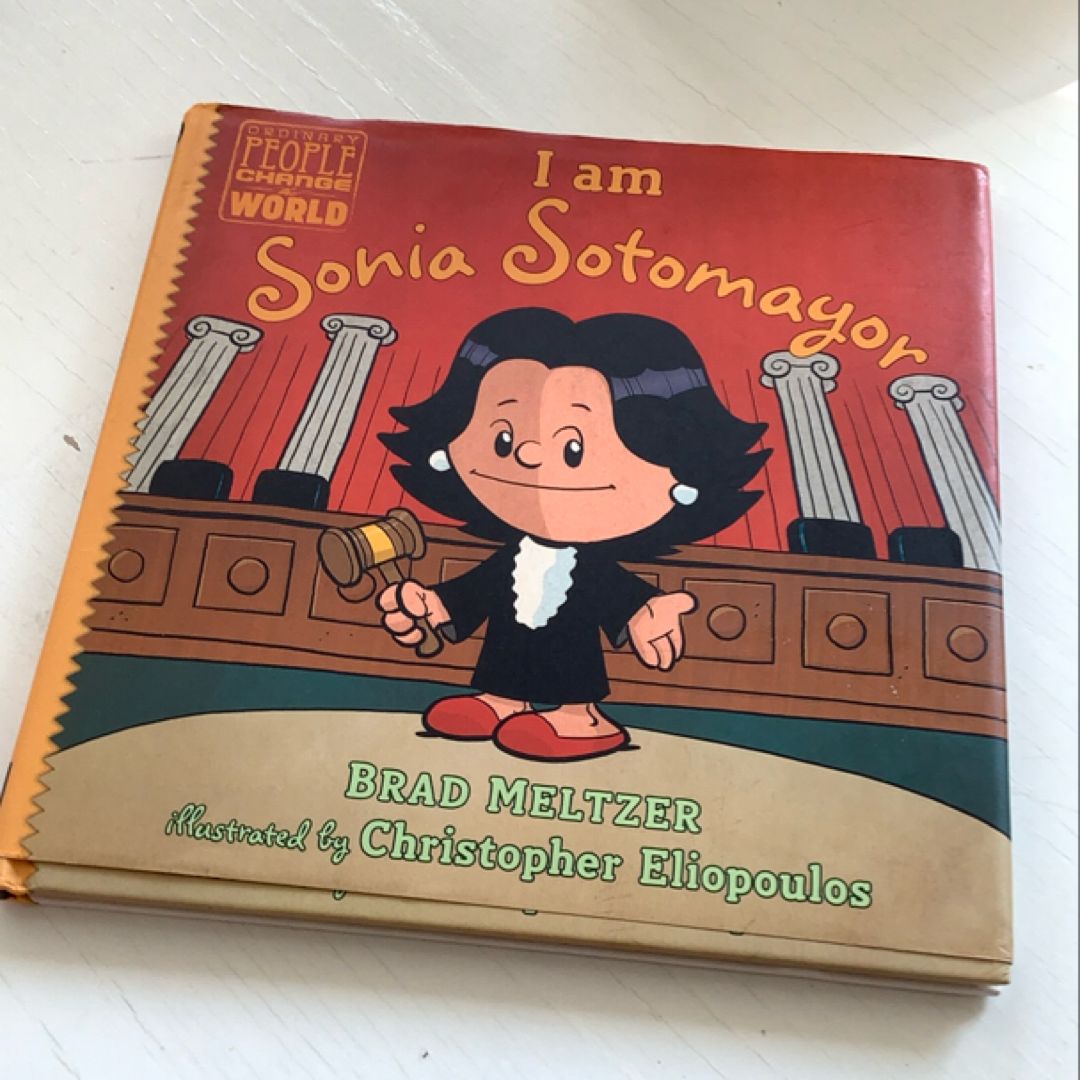 ORDINARY
PEOPLE
CHANGE
the
WORLD
I am
Sonia Sotomayor
BRAD MELTZER
illustrated by Christopher Eliopoulos